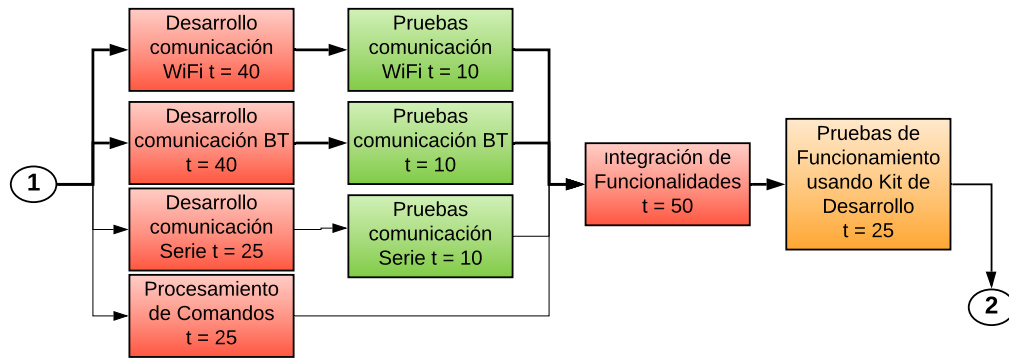 1
Desarrollo
comunicación
WiFi t = 40
Pruebas
comunicación
WiFi t = 10
Desarrollo
comunicación BT
t = 40
Pruebas
comunicación BT
t = 10
Desarrollo
comunicación
Serie t = 25
Pruebas
comunicación
Serie t = 10
Procesamiento
de Comandos
t = 25
Integración de
Funcionalidades
t = 50
Pruebas de
Funcionamiento
usando Kit de
Desarrollo
t = 25
2